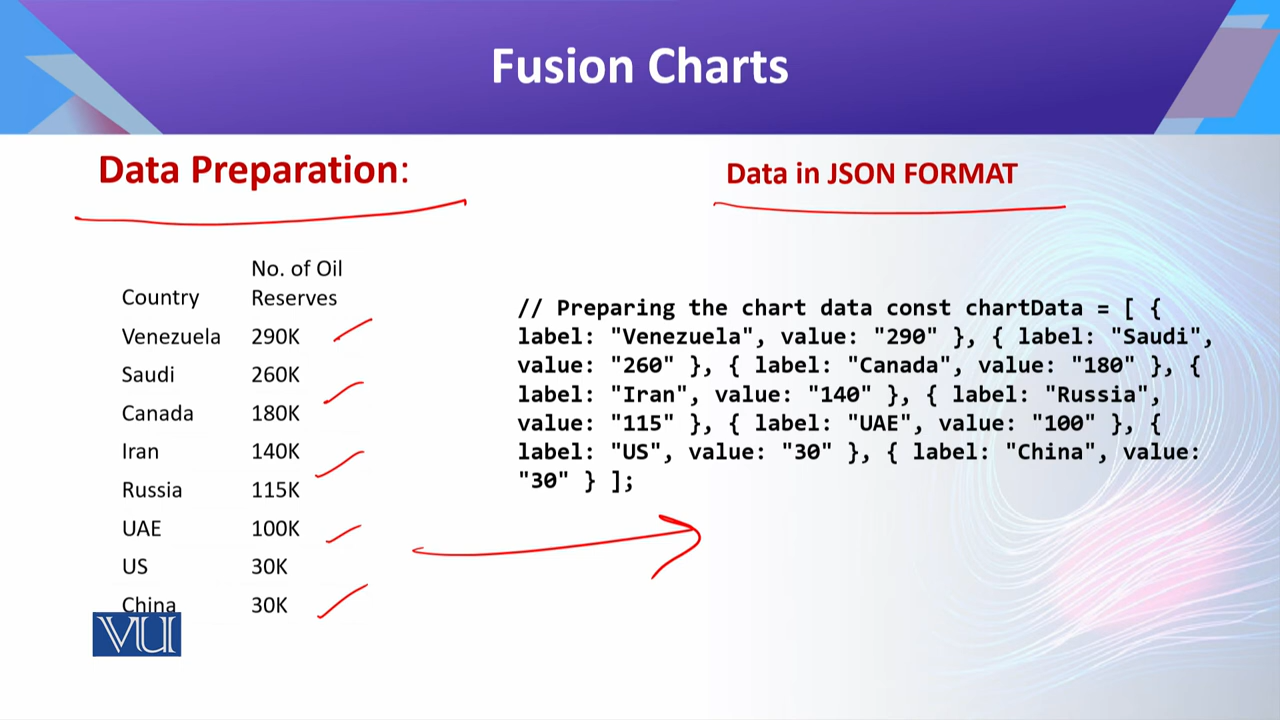 Fusion Charts
Data Preparation:
Country No. of Oil Reserves
Venezuela 290K
Saudi 260K
Canada 180K
Iran 140K
Russia 115K
UAE 100K
US 30K
China 30K
VU
Data in JSON FORMAT
// Preparing the chart data const chartData = [ {
label: "Venezuela", value: "290" }, { label: "Saudi",
value: "260" }, { label: "Canada", value: "180" }, {
label: "Iran", value: "140" }, { label: "Russia",
value: "115" }, { label: "UAE", value: "100" }, {
label: "US", value: "30" }, { label: "China", value:
"30" } ];